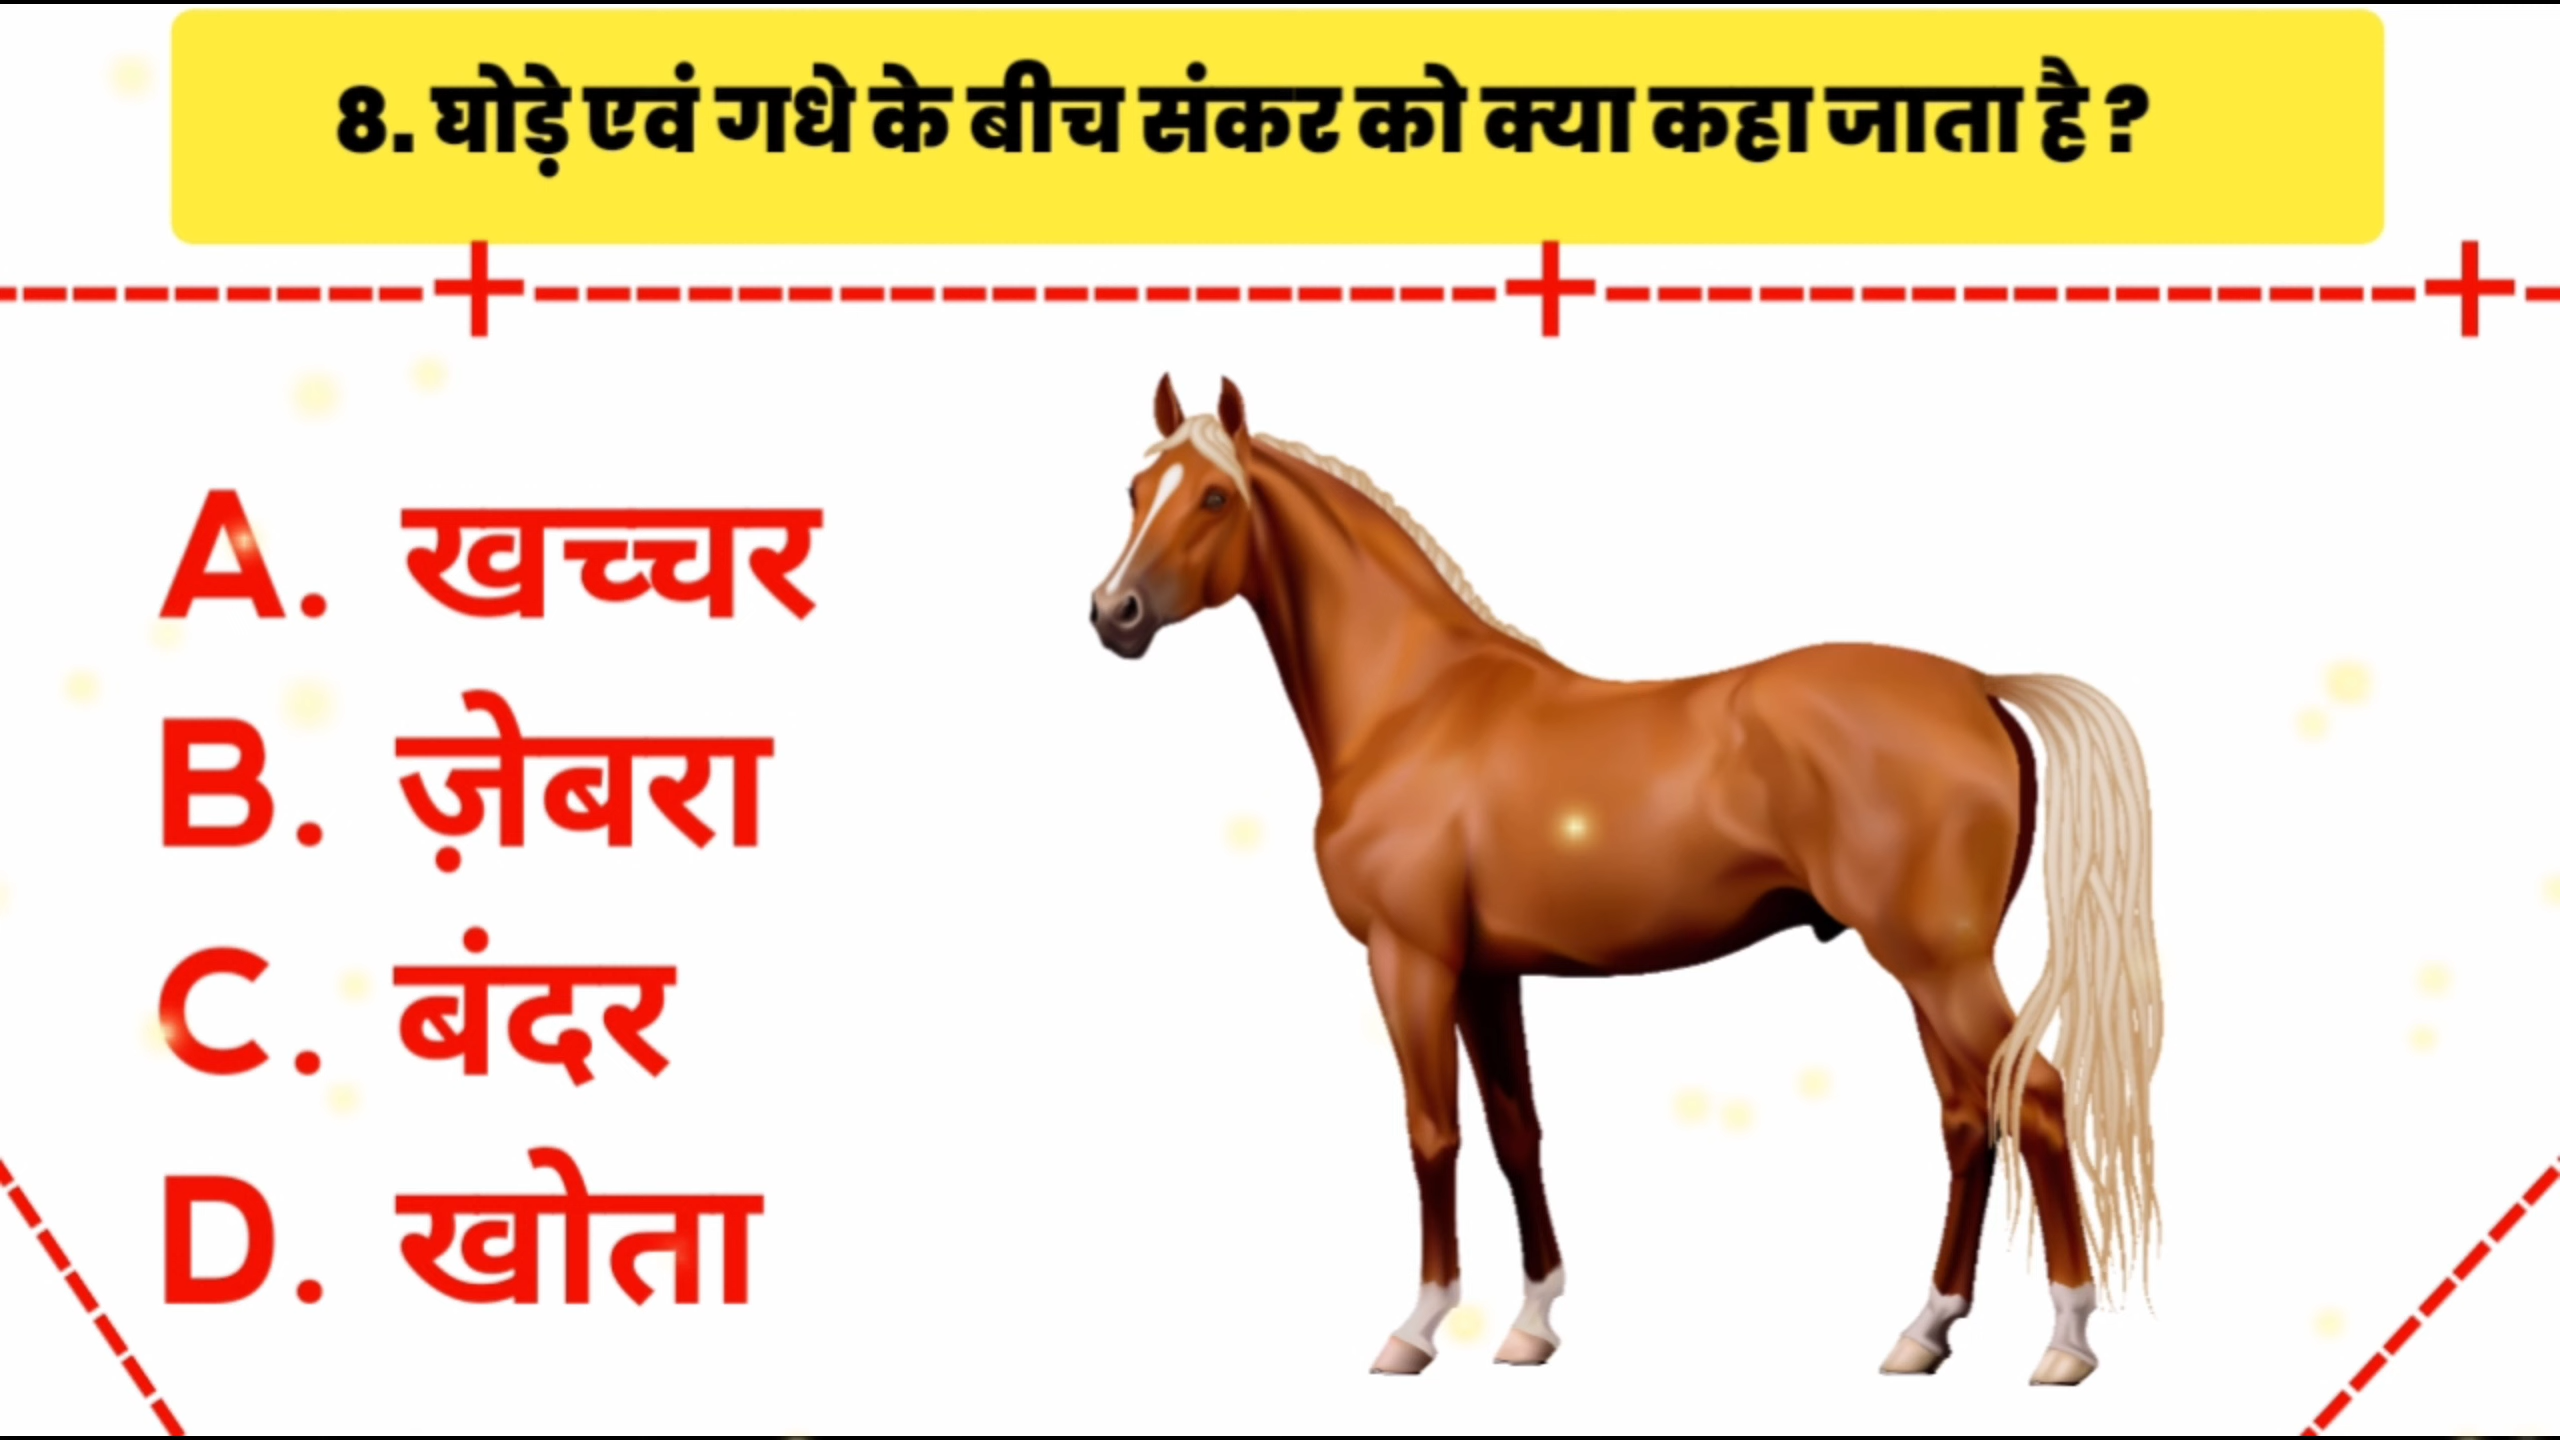 8. घोड़े एवं गधे के बीच संकर को क्या कहा जाता है ?
A. खच्चर
B. ज़ेबरा
C. बंदर
D. खोता